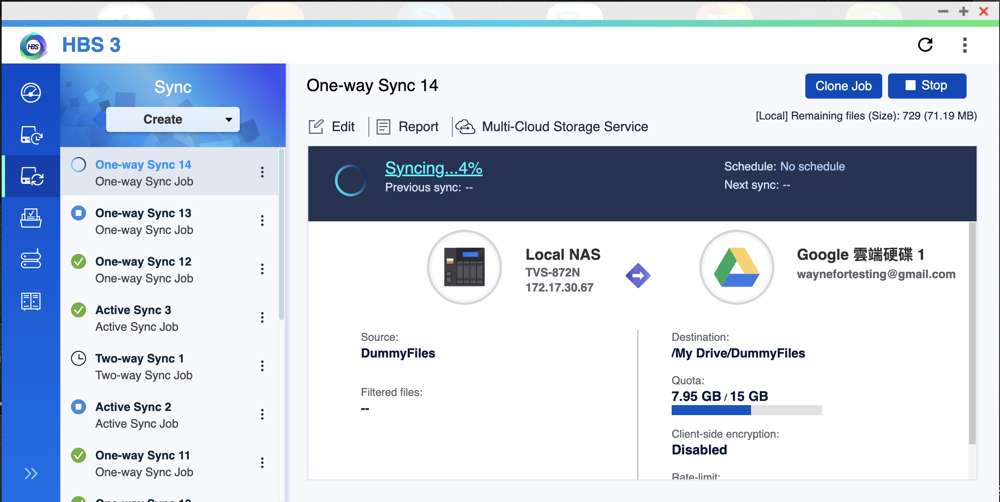 HBS
HBS 3
Sync
Create
One-way Sync 14
One-way Sync Job
One-way Sync 13
One-way Sync Job
One-way Sync 12
One-way Sync Job
Active Sync 3
Active Sync Job
Two-way Sync 1
Two-way Sync Job
Active Sync 2
Active Sync Job
One-way Sync 11
One-way Sync Job
One-way Sync 10
One-way Sync 14
Clone Job
Stop
[Local] Remaining files (Size): 729 (71.19 MB)
Edit
Report
Multi-Cloud Storage Service
Syncing...4%
Previous sync: --
Schedule: No schedule
Next sync: --
Local NAS
TVS-872N
172.17.30.67
Google 雲端硬碟 1
waynefortesting@gmail.com
Source:
DummyFiles
Filtered files:
--
Destination:
/My Drive/DummyFiles
Quota:
7.95 GB / 15 GB
Client-side encryption:
Disabled
Rate-limit: